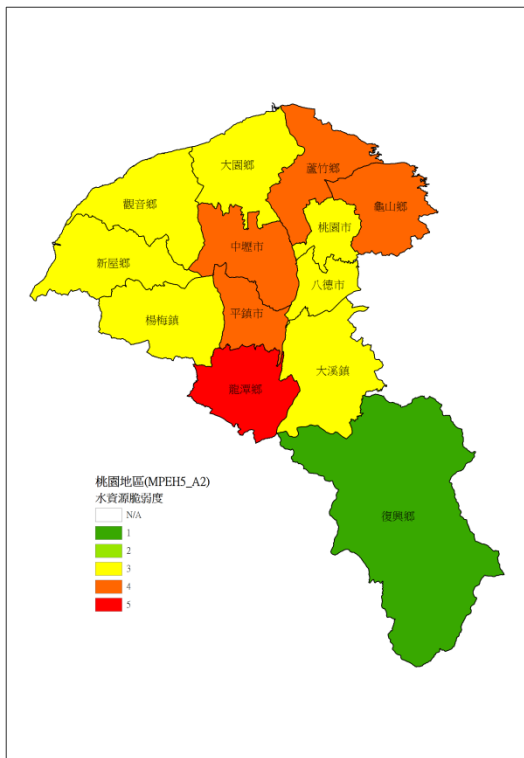 大園鄉
蘆竹鄉
觀音鄉
龜山鄉
桃園市
中壢市
新屋鄉
八德市
楊梅鎮
平鎮市
大溪鎮
龍潭鄉
桃園地區(MPEH5_A2)
水資源脆弱度
N/A
1
2
3
4
5
復興鄉